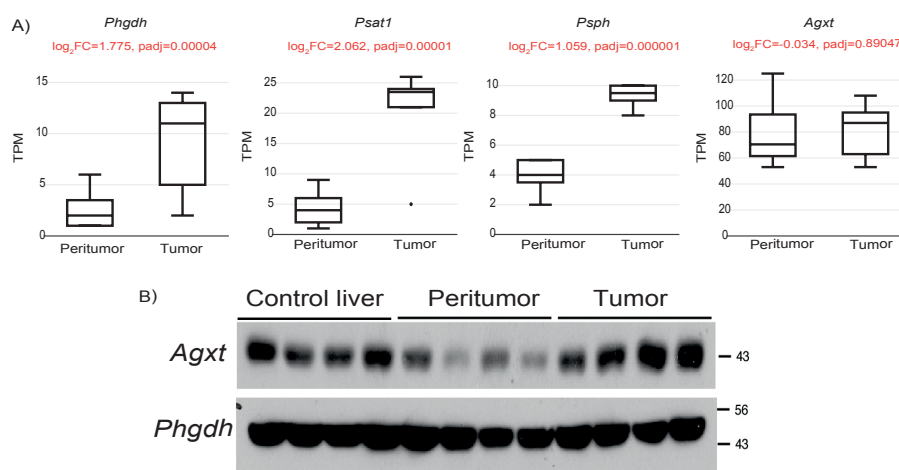 A)
Phgdh
log₂FC=1.775, padj=0.00004
TPM
15
10
5
0
Peritumor Tumor
Psat1
log₂FC=2.062, padj=0.00001
TPM
25
20
15
10
5
0
Peritumor Tumor
Psph
log₂FC=1.059, padj=0.000001
TPM
10
8
6
4
2
0
Peritumor Tumor
Agxt
log₂FC=-0.034, padj=0.89047
TPM
120
100
80
60
40
20
0
Peritumor Tumor
B)
Control liver Peritumor Tumor
Agxt
43
Phgdh
56
43